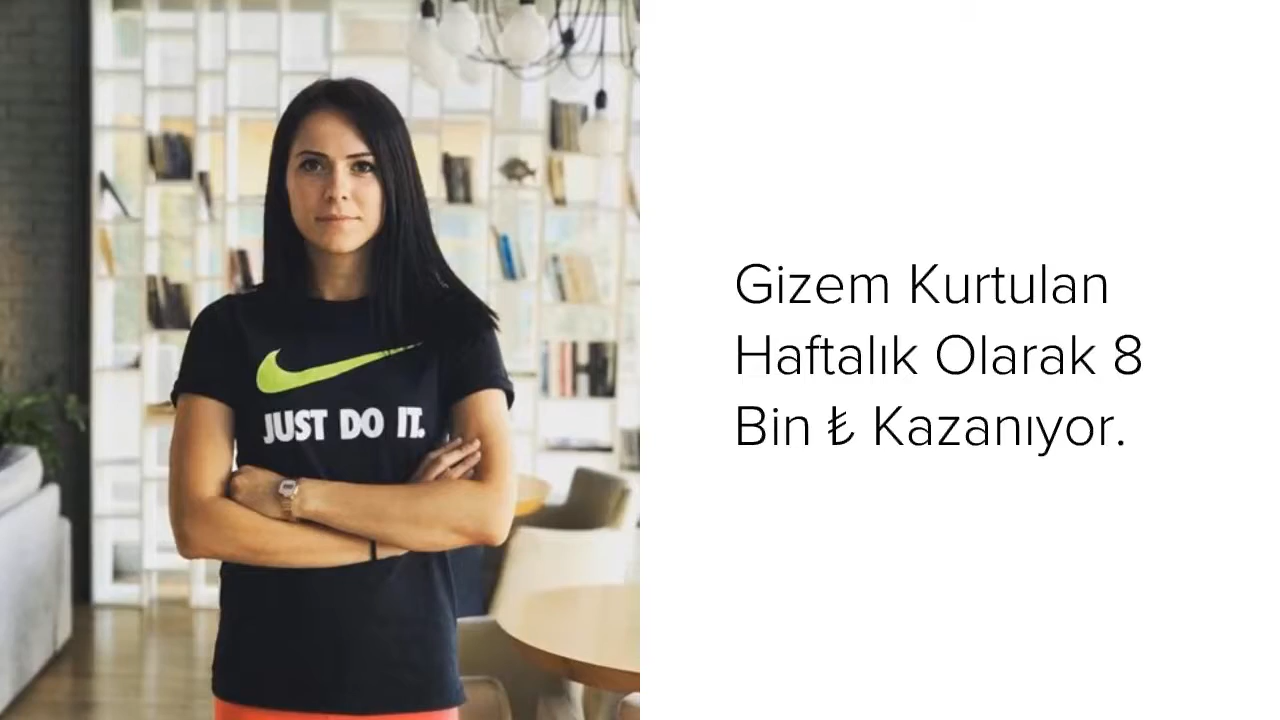 JUST DO IT.
Gizem Kurtulan
Haftalık Olarak 8
Bin ₺ Kazanıyor.